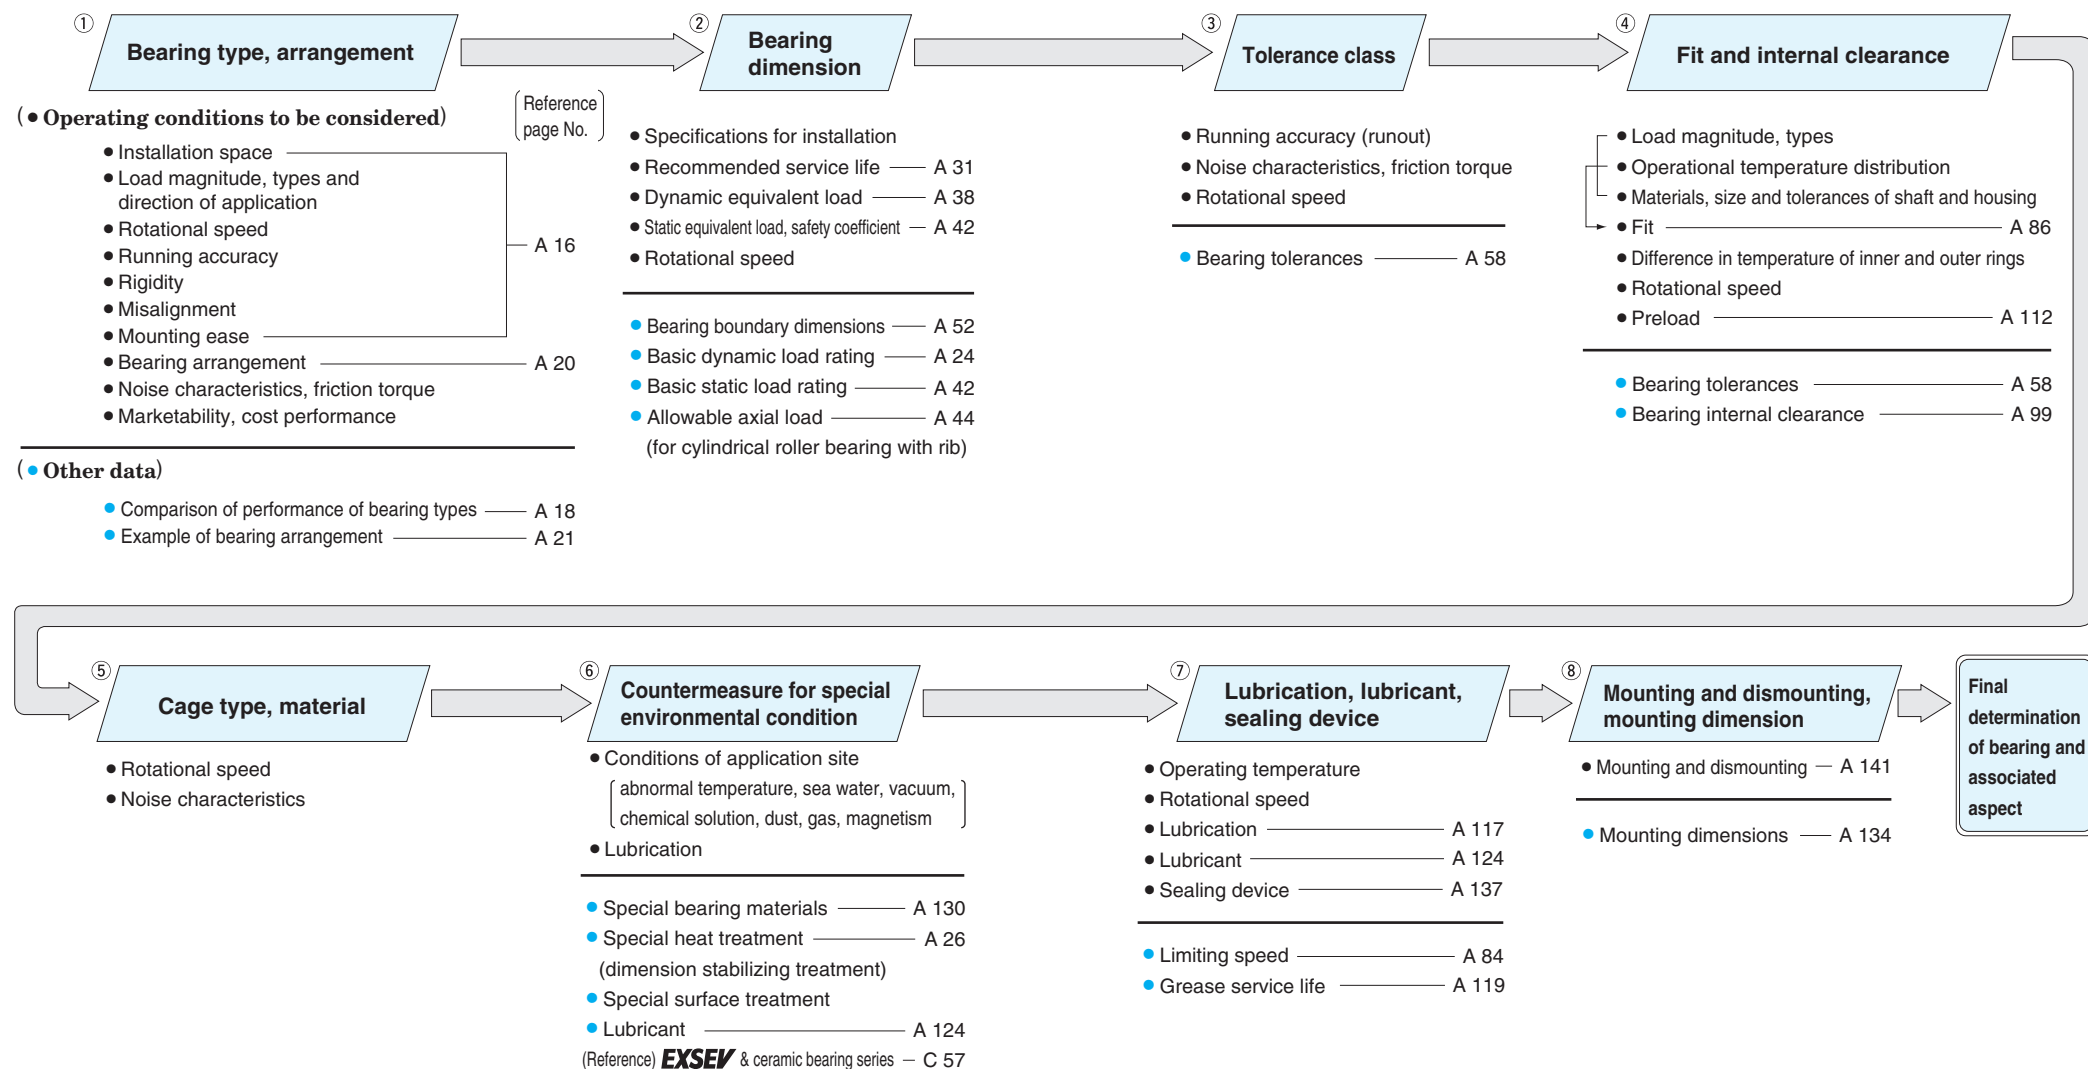 ① Bearing type, arrangement
(● Operating conditions to be considered)
Reference
page No.
● Installation space
● Load magnitude, types and
direction of application
● Rotational speed
● Running accuracy
● Rigidity
● Misalignment
● Mounting ease
A 16
● Bearing arrangement A 20
● Noise characteristics, friction torque
● Marketability, cost performance
(● Other data)
● Comparison of performance of bearing types A 18
● Example of bearing arrangement A 21
② Bearing
dimension
● Specifications for installation
● Recommended service life A 31
● Dynamic equivalent load A 38
● Static equivalent load, safety coefficient A 42
● Rotational speed
● Bearing boundary dimensions A 52
● Basic dynamic load rating A 24
● Basic static load rating A 42
● Allowable axial load A 44
(for cylindrical roller bearing with rib)
③ Tolerance class
● Running accuracy (runout)
● Noise characteristics, friction torque
● Rotational speed
● Bearing tolerances A 58
④ Fit and internal clearance
● Load magnitude, types
● Operational temperature distribution
● Materials, size and tolerances of shaft and housing
● Fit A 86
● Difference in temperature of inner and outer rings
● Rotational speed
● Preload A 112
● Bearing tolerances A 58
● Bearing internal clearance A 99
⑤ Cage type, material
● Rotational speed
● Noise characteristics
⑥ Countermeasure for special
environmental condition
● Conditions of application site
abnormal temperature, sea water, vacuum,
chemical solution, dust, gas, magnetism
● Lubrication
● Special bearing materials A 130
● Special heat treatment A 26
(dimension stabilizing treatment)
● Special surface treatment
● Lubricant A 124
(Reference) EXSEV & ceramic bearing series C 57
⑦ Lubrication, lubricant,
sealing device
● Operating temperature
● Rotational speed
● Lubrication A 117
● Lubricant A 124
● Sealing device A 137
● Limiting speed A 84
● Grease service life A 119
⑧ Mounting and dismounting,
mounting dimension
● Mounting and dismounting A 141
● Mounting dimensions A 134
Final
determination
of bearing and
associated
aspect